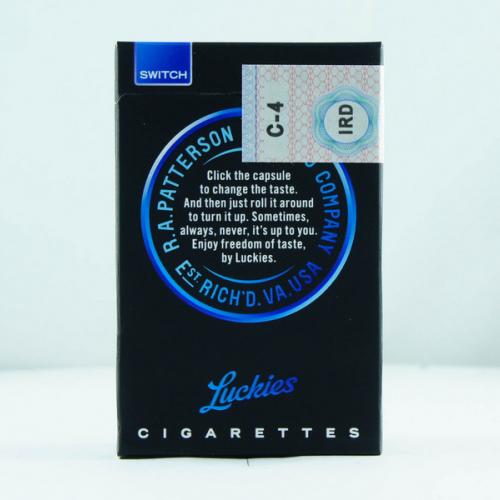 SWITCH
C-4
IRD
R.A.PATTERSON
COMPANY
Click the capsule
to change the taste.
And then just roll it around
to turn it up. Sometimes,
always, never, it's up to you.
Enjoy freedom of taste,
by Luckies.
EST. RICH'D. VA. USA
Luckies
CIGARETTES